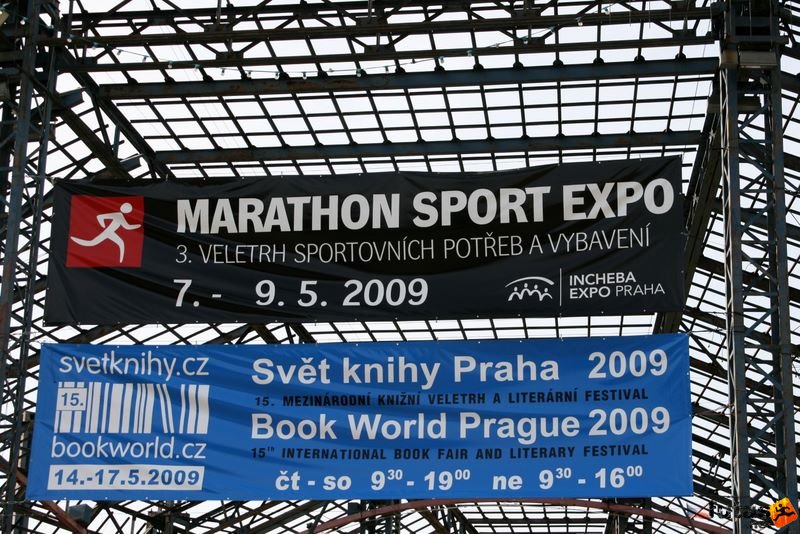 MARATHON SPORT EXPO
3. VELETRH SPORTOVNÍCH POTŘEB A VYBAVENÍ
7. - 9. 5. 2009
INCHEBA
EXPO PRAHA
svetknihy.cz
15.
bookworld.cz
14.-17.5.2009
Svět knihy Praha 2009
15. MEZINÁRODNÍ KNIŽNÍ VELETRH A LITERÁRNÍ FESTIVAL
Book World Prague 2009
15th INTERNATIONAL BOOK FAIR AND LITERARY FESTIVAL
čt - so 9³⁰ - 19⁰⁰ ne 9³⁰ - 16⁰⁰